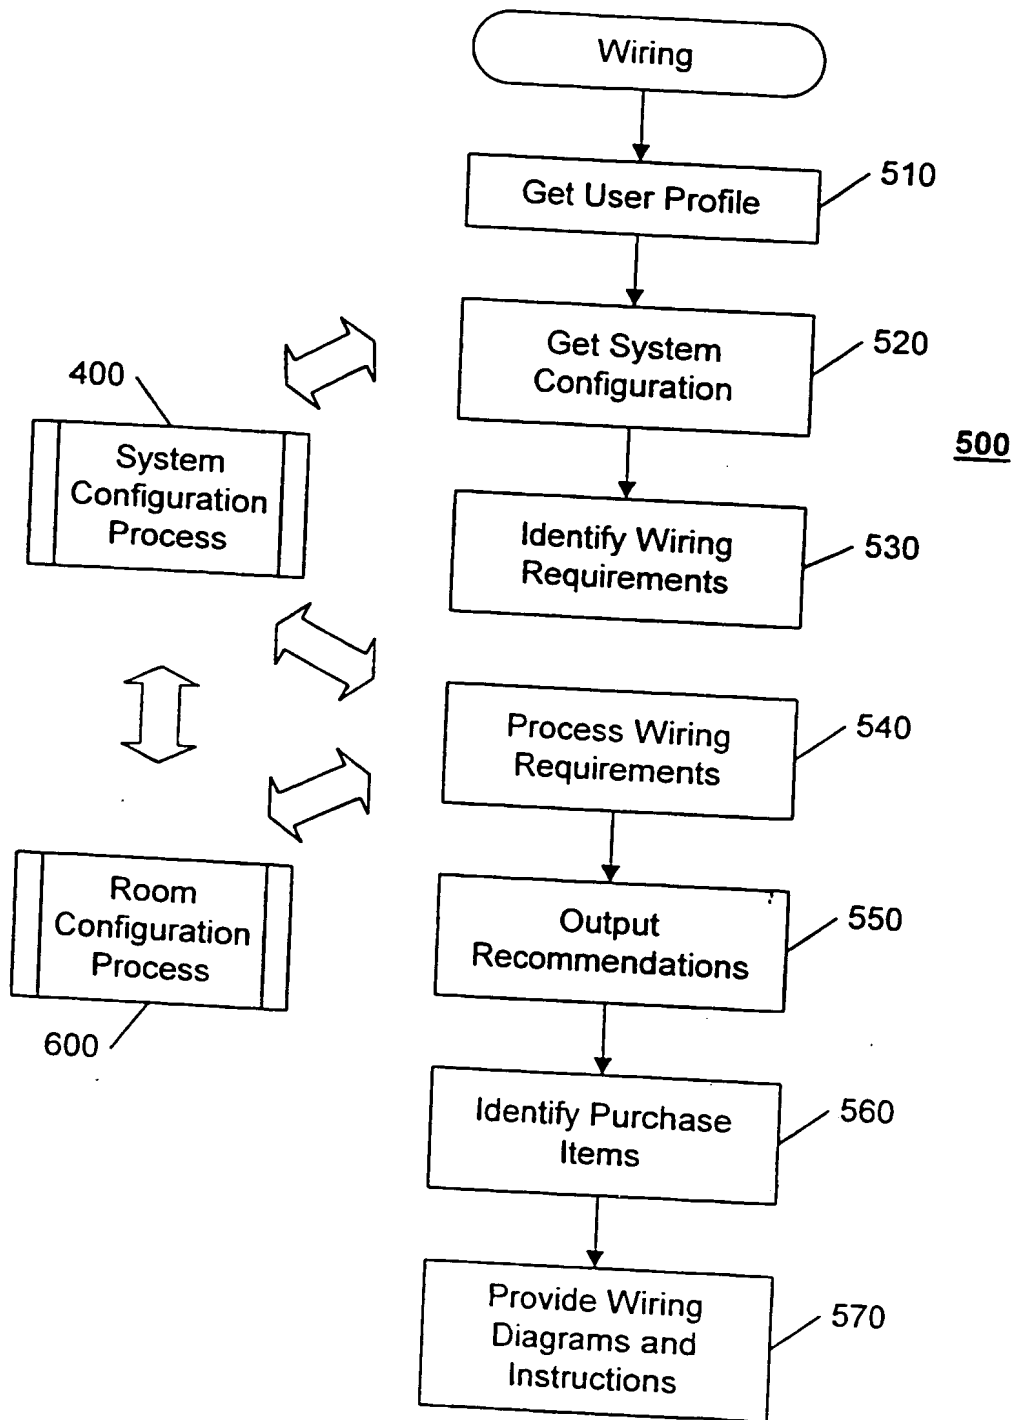 Wiring
Get User Profile
510
Get System
Configuration
520
400
System
Configuration
Process
500
Identify Wiring
Requirements
530
Process Wiring
Requirements
540
Room
Configuration
Process
600
Output
Recommendations
550
Identify Purchase
Items
560
Provide Wiring
Diagrams and
Instructions
570